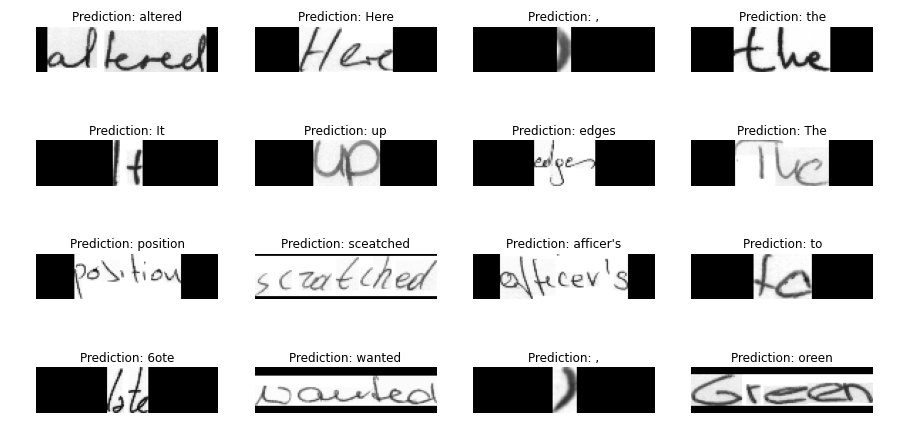 Prediction: altered Prediction: Here Prediction: , Prediction: the
altered Here , the
Prediction: It Prediction: up Prediction: edges Prediction: The
It up edges The
Prediction: position Prediction: sceatched Prediction: afficer's Prediction: to
position scratched officer's to
Prediction: 6ote Prediction: wanted Prediction: , Prediction: oreen
wanted , Green